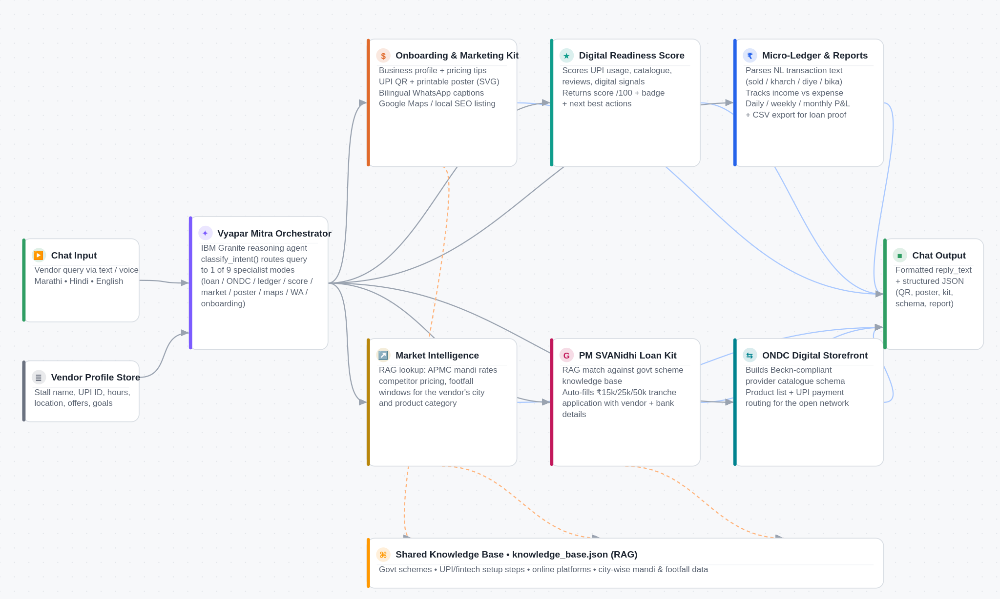 $ Onboarding & Marketing Kit
Business profile + pricing tips
UPI QR + printable poster (SVG)
Bilingual WhatsApp captions
Google Maps / local SEO listing
★ Digital Readiness Score
Scores UPI usage, catalogue,
reviews, digital signals
Returns score /100 + badge
+ next best actions
₹ Micro-Ledger & Reports
Parses NL transaction text
(sold / kharch / diye / bika)
Tracks income vs expense
Daily / weekly / monthly P&L
+ CSV export for loan proof
Chat Input
Vendor query via text / voice
Marathi • Hindi • English
Vendor Profile Store
Stall name, UPI ID, hours,
location, offers, goals
Vyapar Mitra Orchestrator
IBM Granite reasoning agent
classify_intent() routes query
to 1 of 9 specialist modes
(loan / ONDC / ledger / score /
market / poster / maps / WA /
onboarding)
Market Intelligence
RAG lookup: APMC mandi rates
competitor pricing, footfall
windows for the vendor's city
and product category
G PM SVANidhi Loan Kit
RAG match against govt scheme
knowledge base
Auto-fills ₹15k/25k/50k tranche
application with vendor + bank
details
⇆ ONDC Digital Storefront
Builds Beckn-compliant
provider catalogue schema
Product list + UPI payment
routing for the open network
Chat Output
Formatted reply_text
+ structured JSON
(QR, poster, kit,
schema, report)
⌘ Shared Knowledge Base • knowledge_base.json (RAG)
Govt schemes • UPI/fintech setup steps • online platforms • city-wise mandi & footfall data